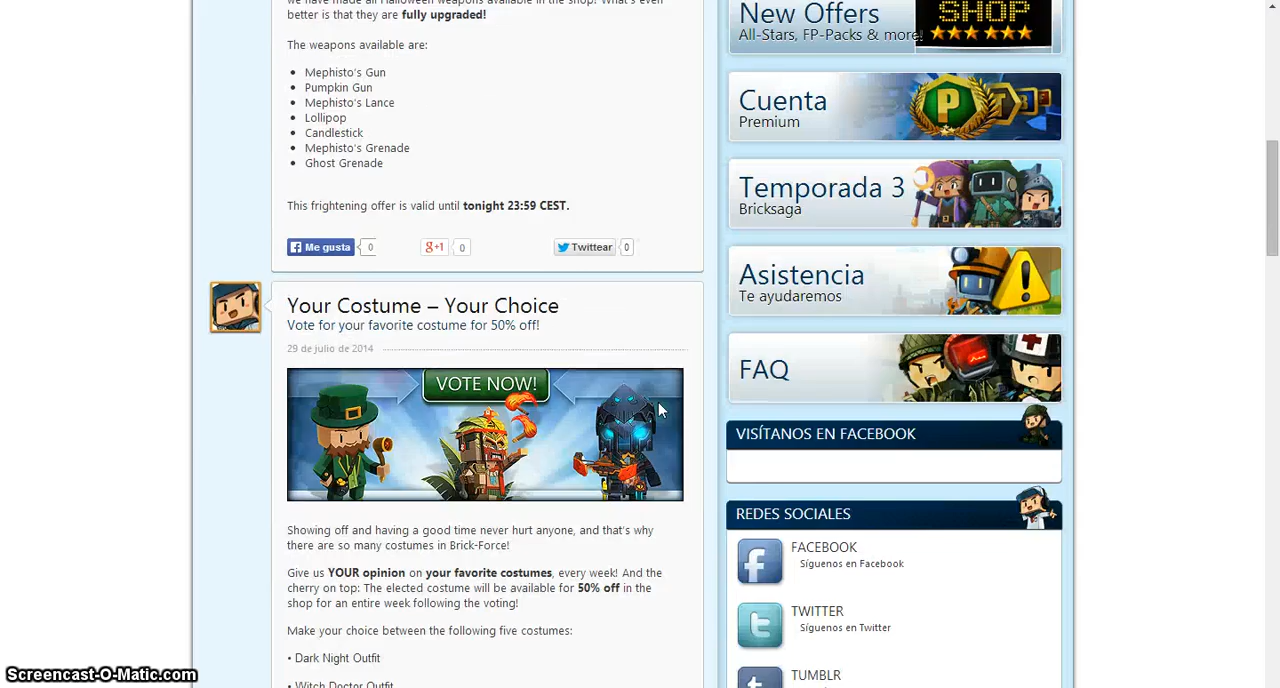 we have made all Halloween weapons available in the shop! What's even
better is that they are fully upgraded!
The weapons available are:
• Mephisto's Gun
• Pumpkin Gun
• Mephisto's Lance
• Lollipop
• Candlestick
• Mephisto's Grenade
• Ghost Grenade
This frightening offer is valid until tonight 23:59 CEST.
Me gusta 0
g+1 0
Twittear 0
Your Costume – Your Choice
Vote for your favorite costume for 50% off!
29 de julio de 2014
VOTE NOW!
Showing off and having a good time never hurt anyone, and that's why
there are so many costumes in Brick-Force!
Give us YOUR opinion on your favorite costumes, every week! And the
cherry on top: The elected costume will be available for 50% off in the
shop for an entire week following the voting!
Make your choice between the following five costumes:
• Dark Night Outfit
• Witch Doctor Outfit
New Offers
All-Stars, FP-Packs & more!
SHOP
Cuenta
Premium
P
Temporada 3
Bricksaga
Asistencia
Te ayudaremos
FAQ
VISÍTANOS EN FACEBOOK
REDES SOCIALES
FACEBOOK
Síguenos en Facebook
TWITTER
Síguenos en Twitter
TUMBLR
Screencast-O-Matic.com